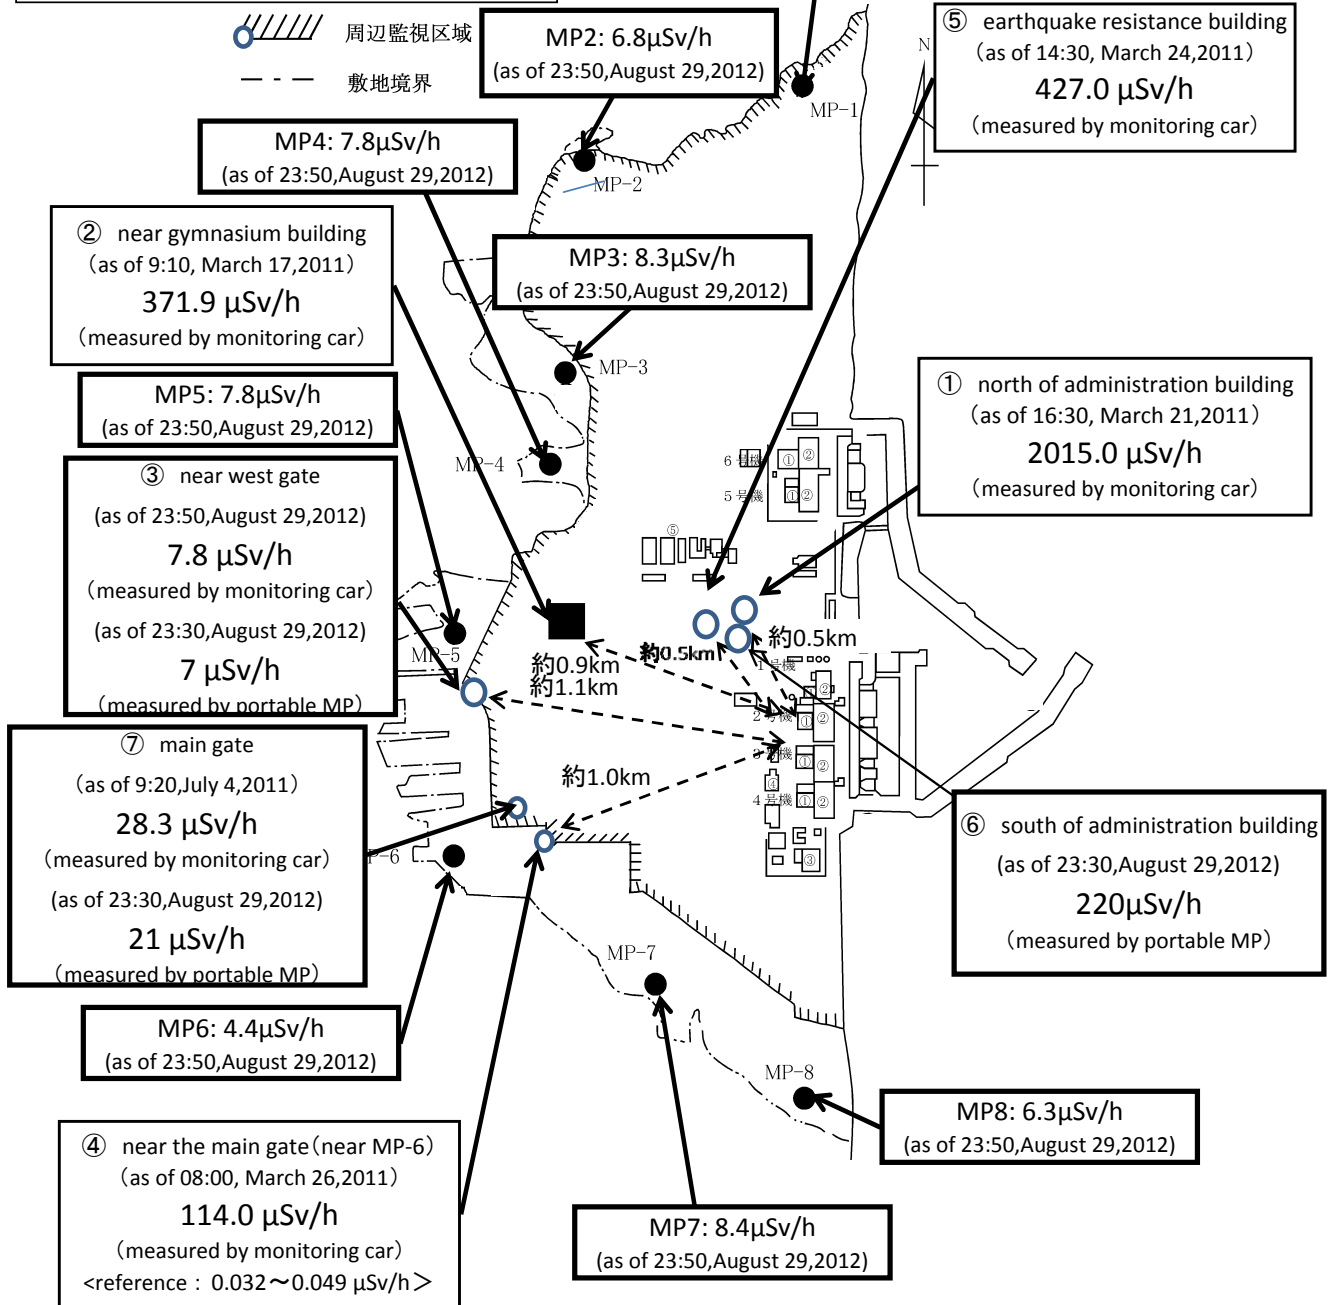 周辺監視区域
敷地境界
MP2: 6.8μSv/h
(as of 23:50,August 29,2012)
⑤ earthquake resistance building
(as of 14:30, March 24,2011)
427.0 μSv/h
(measured by monitoring car)
N
MP-1
MP4: 7.8μSv/h
(as of 23:50,August 29,2012)
MP-2
② near gymnasium building
(as of 9:10, March 17,2011)
371.9 μSv/h
(measured by monitoring car)
MP3: 8.3μSv/h
(as of 23:50,August 29,2012)
MP-3
① north of administration building
(as of 16:30, March 21,2011)
2015.0 μSv/h
(measured by monitoring car)
MP5: 7.8μSv/h
(as of 23:50,August 29,2012)
MP-4
6号機
① ②
5号機
① ②
③ near west gate
(as of 23:50,August 29,2012)
7.8 μSv/h
(measured by monitoring car)
(as of 23:30,August 29,2012)
7 μSv/h
(measured by portable MP)
⑤
MP-5
約0.9km
約1.1km
約0.5km
約0.5km
1号機
②
2号機
① ②
3号機
① ②
④
4号機
① ②
③
約1.0km
⑦ main gate
(as of 9:20,July 4,2011)
28.3 μSv/h
(measured by monitoring car)
(as of 23:30,August 29,2012)
21 μSv/h
(measured by portable MP)
P-6
⑥ south of administration building
(as of 23:30,August 29,2012)
220μSv/h
(measured by portable MP)
MP-7
MP6: 4.4μSv/h
(as of 23:50,August 29,2012)
MP-8
MP8: 6.3μSv/h
(as of 23:50,August 29,2012)
④ near the main gate(near MP-6)
(as of 08:00, March 26,2011)
114.0 μSv/h
(measured by monitoring car)
<reference : 0.032～0.049 μSv/h＞
MP7: 8.4μSv/h
(as of 23:50,August 29,2012)